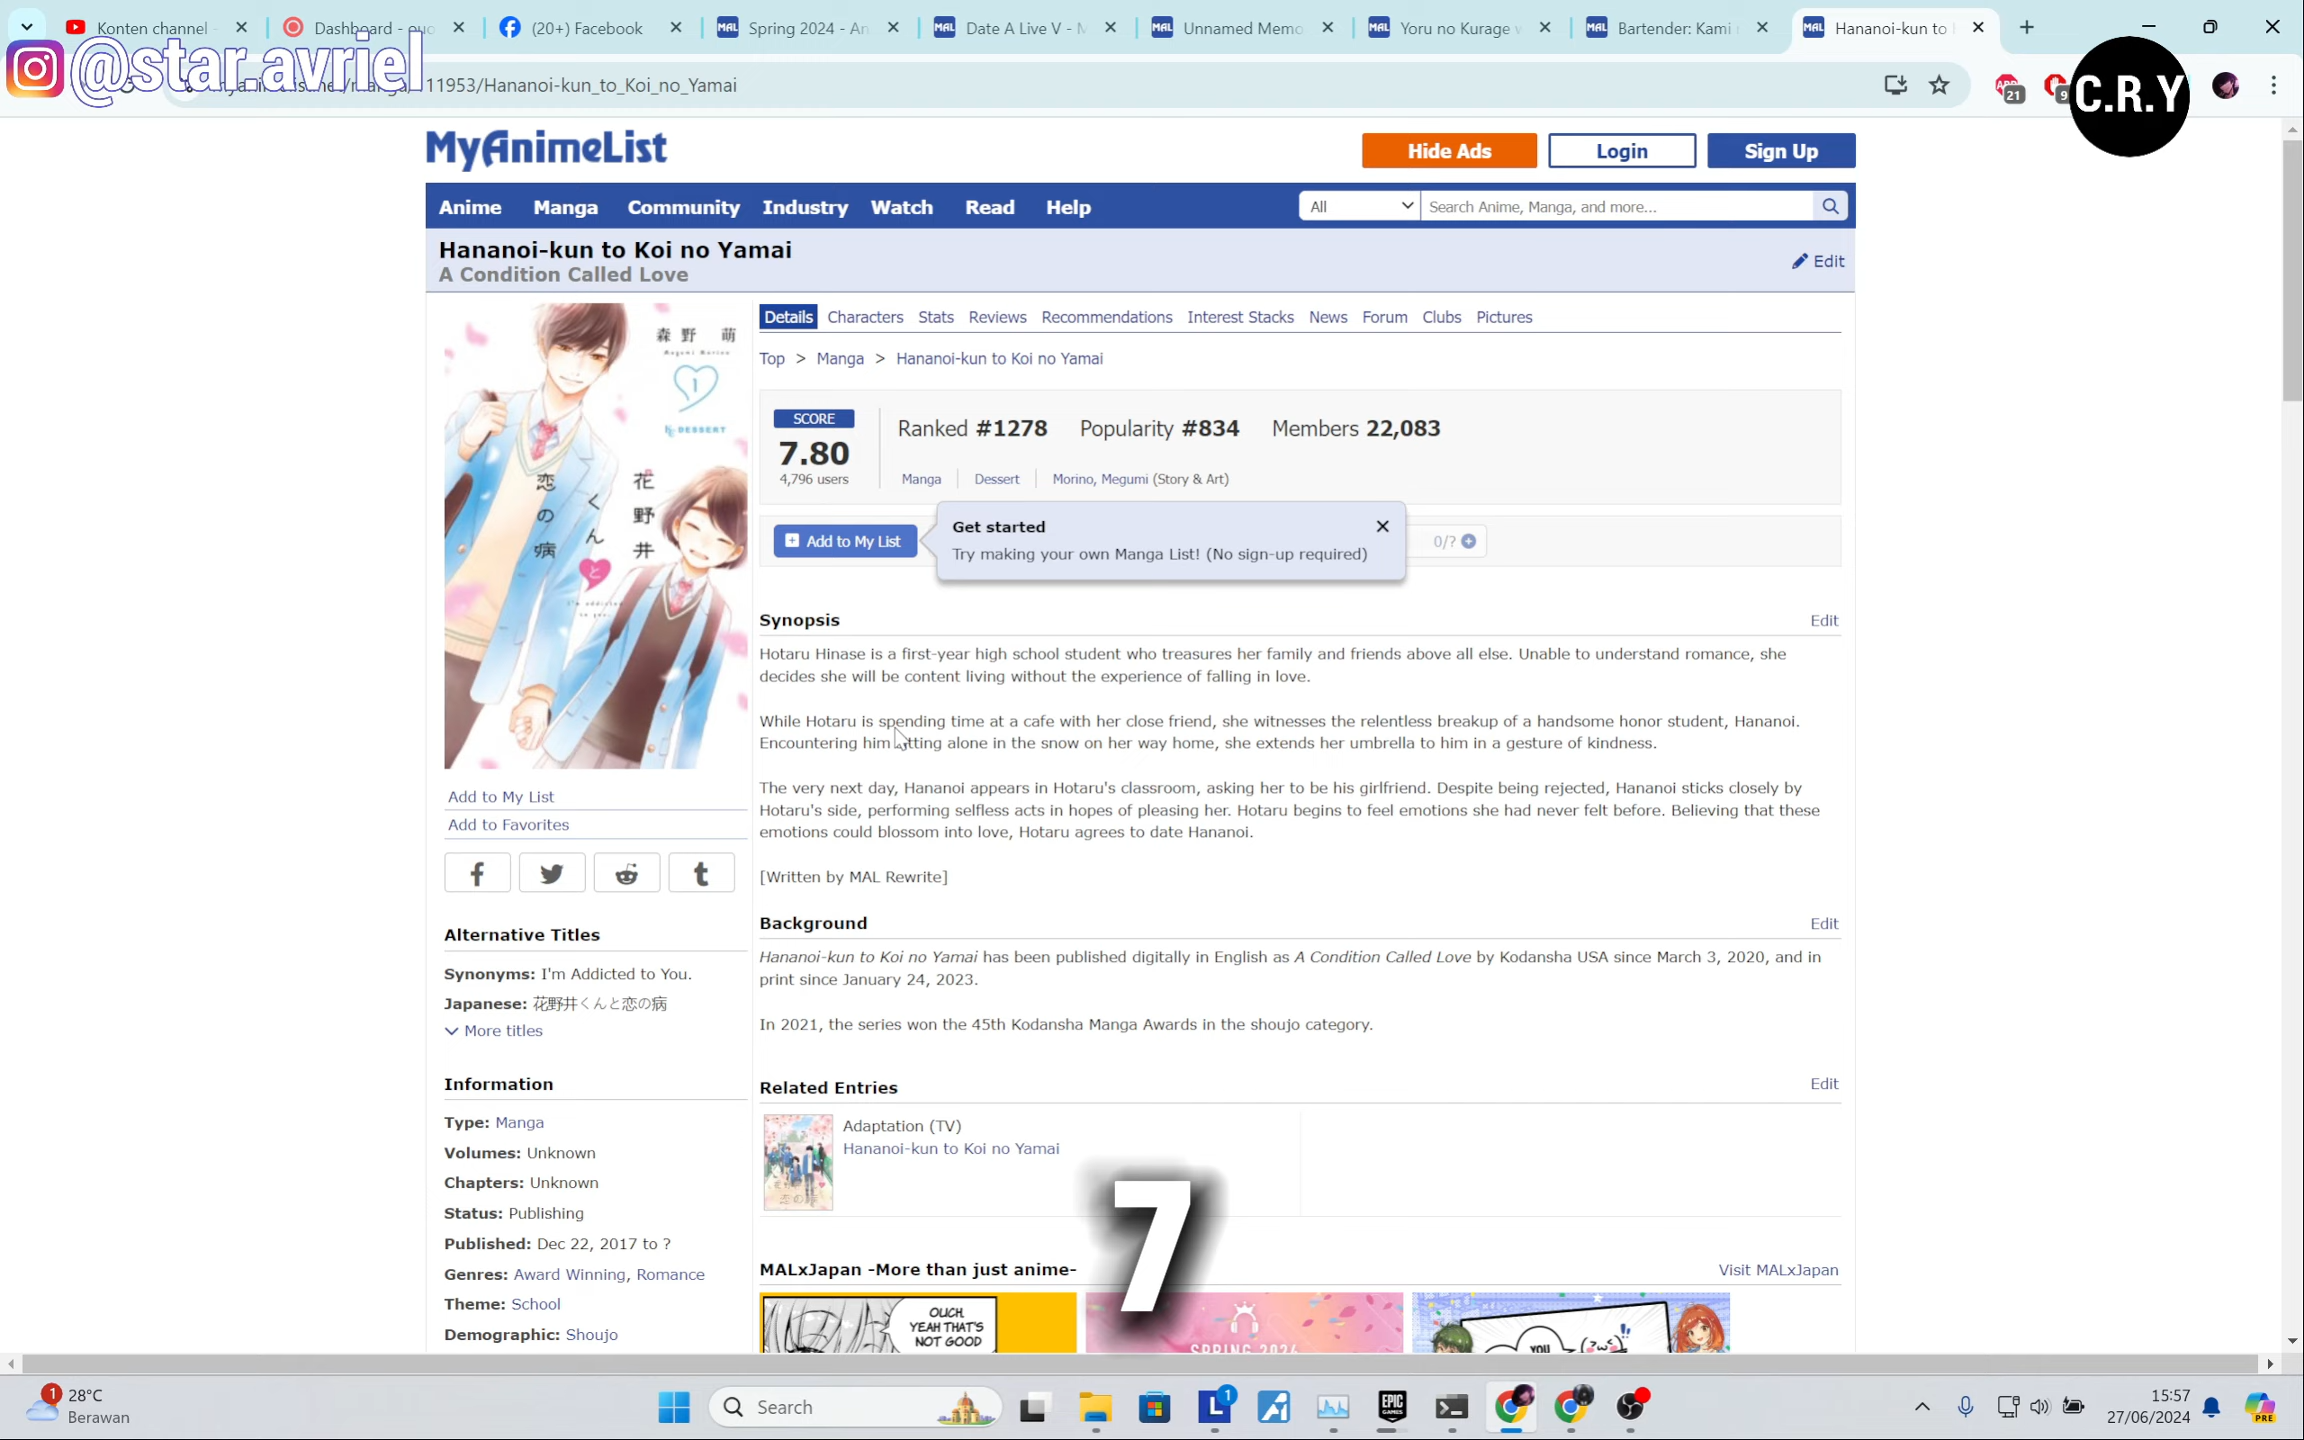 Konten channel -
Dashboard - ouo
(20+) Facebook
Spring 2024 - An
Date A Live V - M
Unnamed Memo
Yoru no Kurage w
Bartender: Kami
Hananoi-kun to
@star.avriel
11953/Hananoi-kun_to_Koi_no_Yamai
21
9
C.R.Y
MyAnimeList
Hide Ads
Login
Sign Up
Anime
Manga
Community
Industry
Watch
Read
Help
All
Search Anime, Manga, and more...
Hananoi-kun to Koi no Yamai
A Condition Called Love
Edit
森野 萌
Megumi Morino
1
DESSERT
花野井くんと恋の病
I'm addicted to you.
Details Characters Stats Reviews Recommendations Interest Stacks News Forum Clubs Pictures
Top > Manga > Hananoi-kun to Koi no Yamai
SCORE
7.80
4,796 users
Ranked #1278 Popularity #834 Members 22,083
Manga
Dessert
Morino, Megumi (Story & Art)
Add to My List
Get started
Try making your own Manga List! (No sign-up required)
0/?
Synopsis
Edit
Hotaru Hinase is a first-year high school student who treasures her family and friends above all else. Unable to understand romance, she
decides she will be content living without the experience of falling in love.
While Hotaru is spending time at a cafe with her close friend, she witnesses the relentless breakup of a handsome honor student, Hananoi.
Encountering him sitting alone in the snow on her way home, she extends her umbrella to him in a gesture of kindness.
The very next day, Hananoi appears in Hotaru's classroom, asking her to be his girlfriend. Despite being rejected, Hananoi sticks closely by
Hotaru's side, performing selfless acts in hopes of pleasing her. Hotaru begins to feel emotions she had never felt before. Believing that these
emotions could blossom into love, Hotaru agrees to date Hananoi.
[Written by MAL Rewrite]
Background
Edit
Hananoi-kun to Koi no Yamai has been published digitally in English as A Condition Called Love by Kodansha USA since March 3, 2020, and in
print since January 24, 2023.
In 2021, the series won the 45th Kodansha Manga Awards in the shoujo category.
Related Entries
Edit
Adaptation (TV)
Hananoi-kun to Koi no Yamai
MALxJapan -More than just anime-
Visit MALxJapan
OUCH,
YEAH THAT'S
NOT GOOD
SPRING 2024
YOU
7
Add to My List
Add to Favorites
Alternative Titles
Synonyms: I'm Addicted to You.
Japanese: 花野井くんと恋の病
More titles
Information
Type: Manga
Volumes: Unknown
Chapters: Unknown
Status: Publishing
Published: Dec 22, 2017 to ?
Genres: Award Winning, Romance
Theme: School
Demographic: Shoujo
1
28°C
Berawan
Search
1
EPIC
GAMES
15:57
27/06/2024
PRE